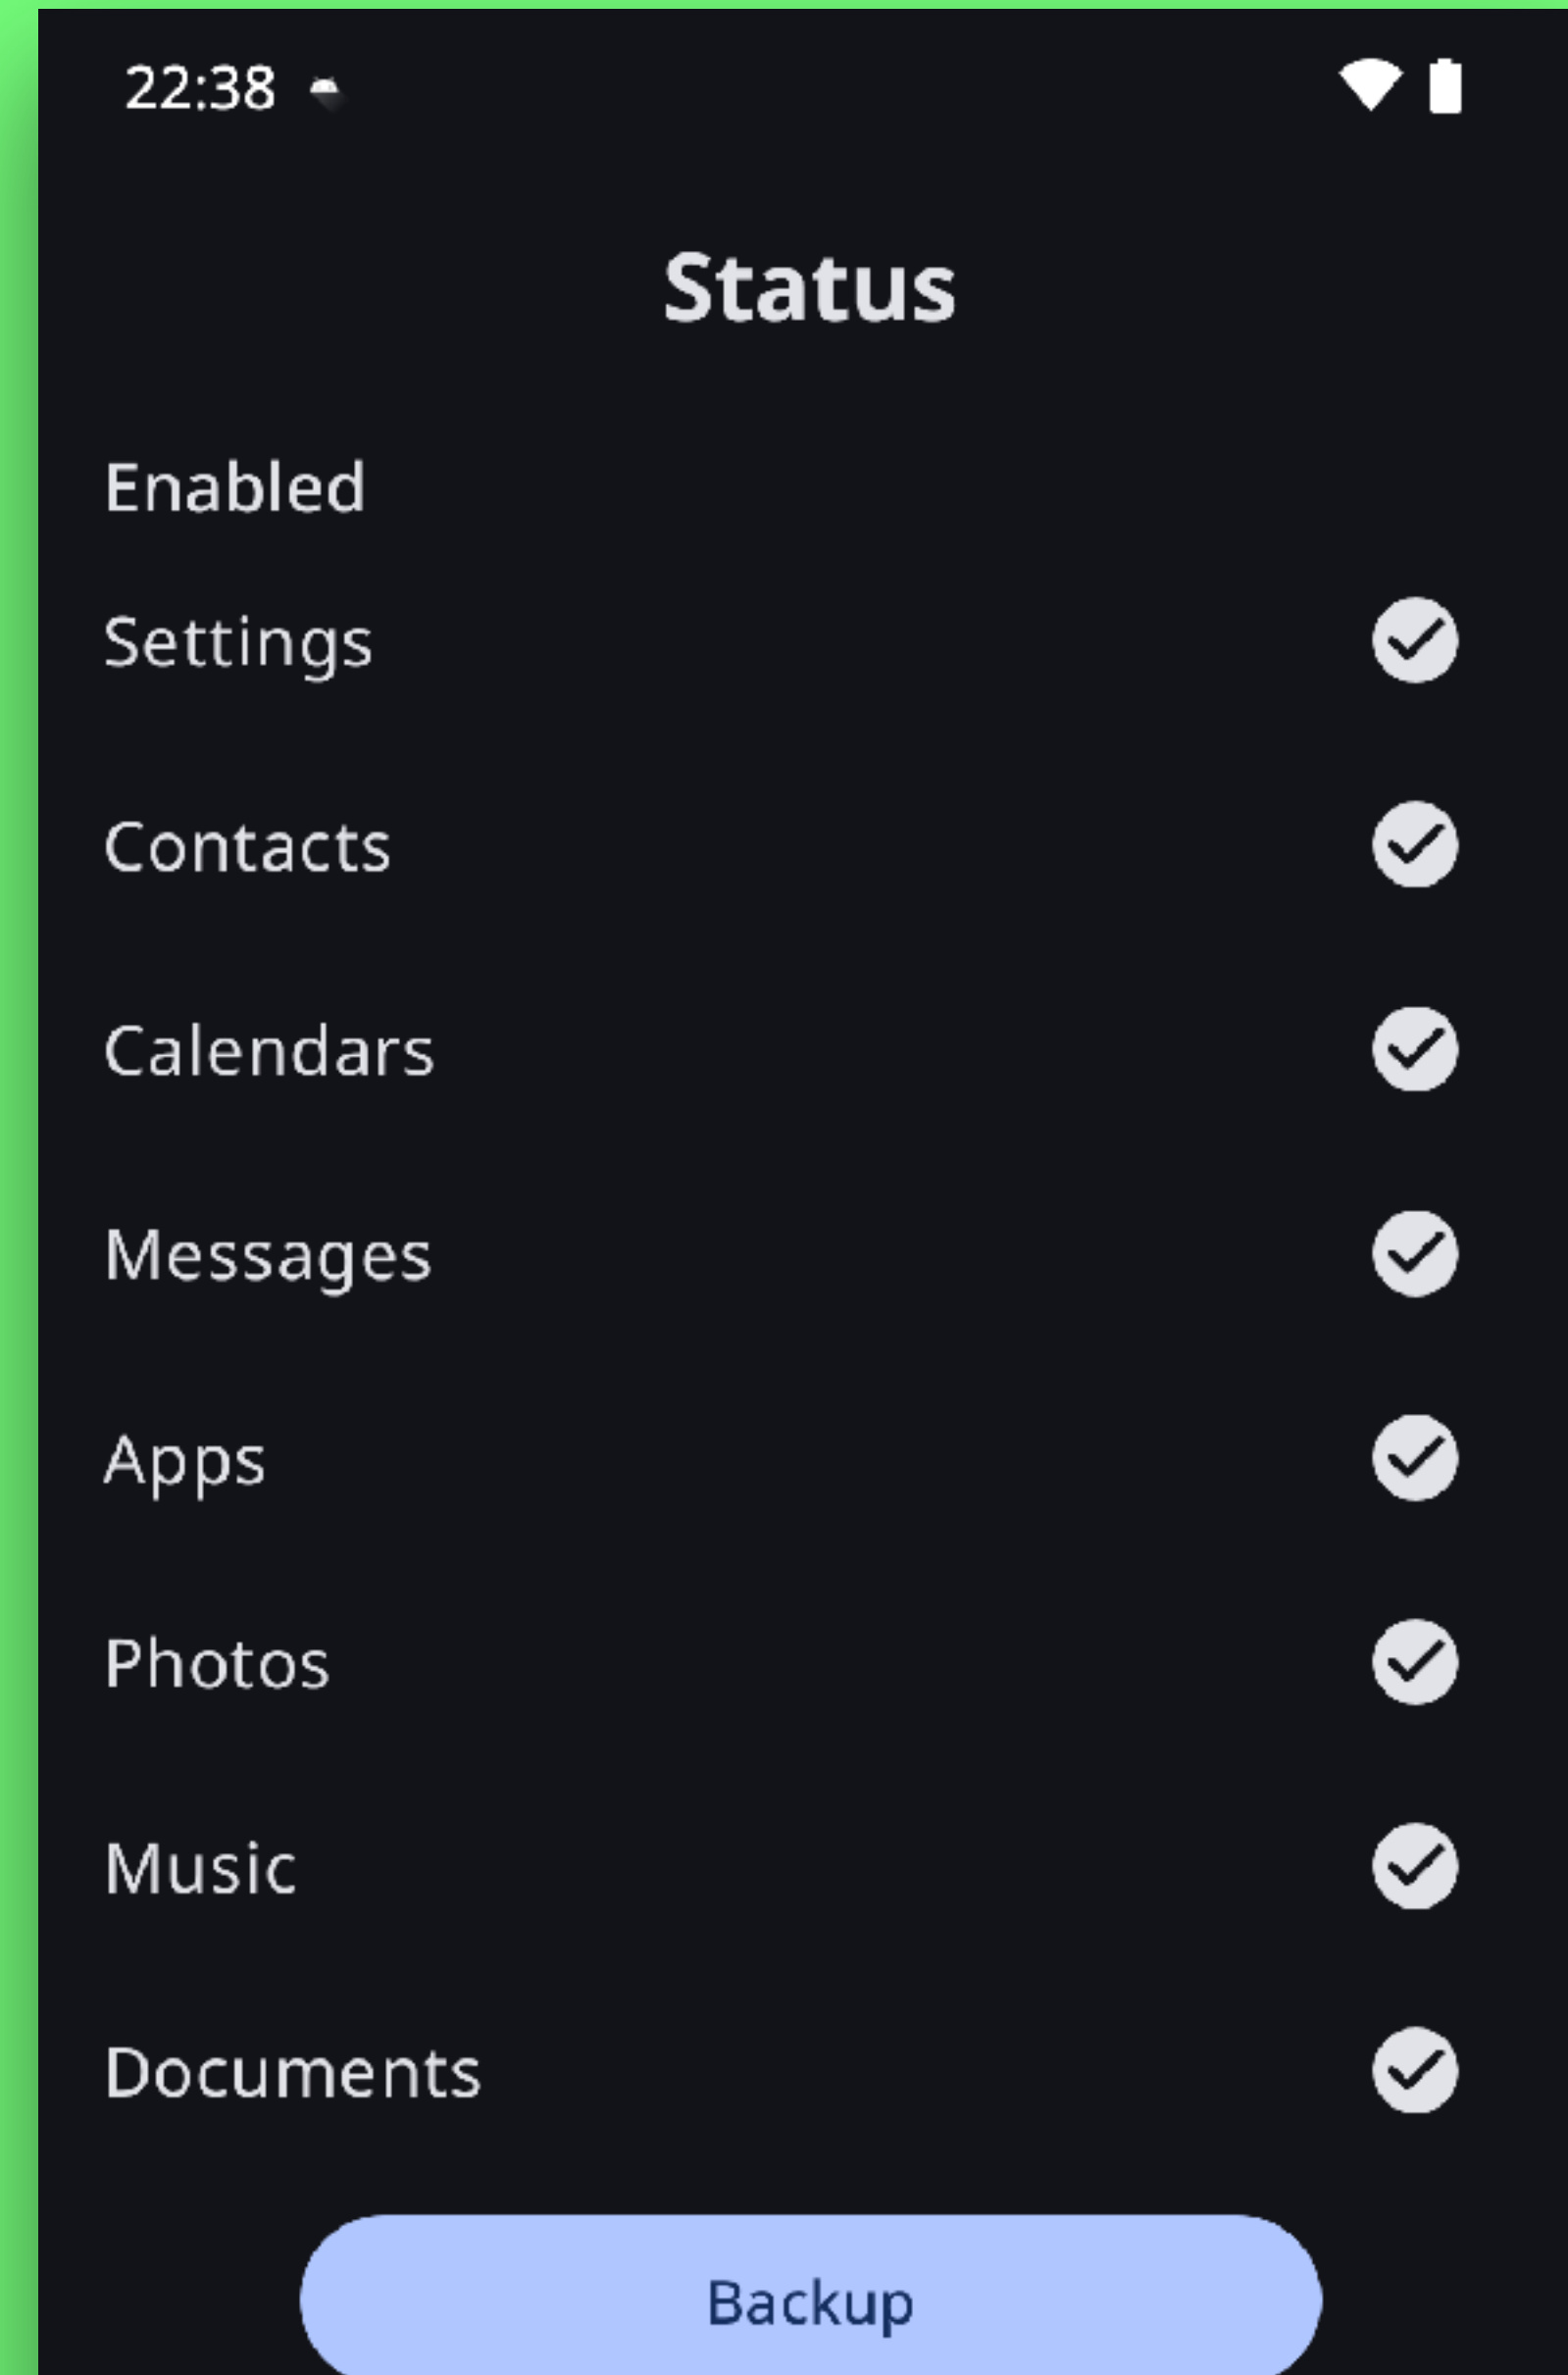 22:38
Status
Enabled
Settings
Contacts
Calendars
Messages
Apps
Photos
Music
Documents
Backup